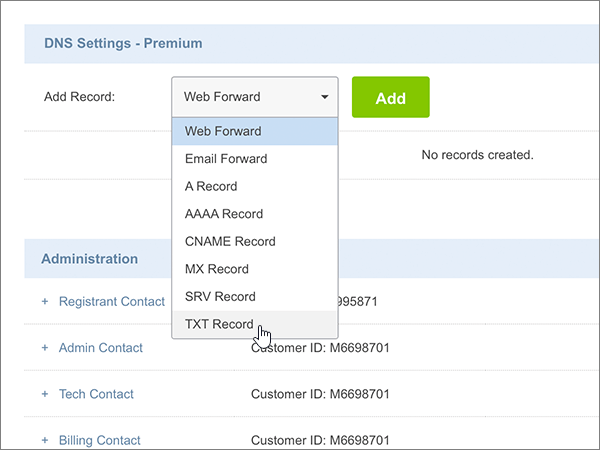 DNS Settings - Premium
Add Record:
Web Forward
Add
Web Forward
Email Forward
A Record
AAAA Record
CNAME Record
MX Record
SRV Record
TXT Record
No records created.
Administration
+ Registrant Contact
995871
+ Admin Contact
Customer ID: M6698701
+ Tech Contact
Customer ID: M6698701
+ Billing Contact
Customer ID: M6698701